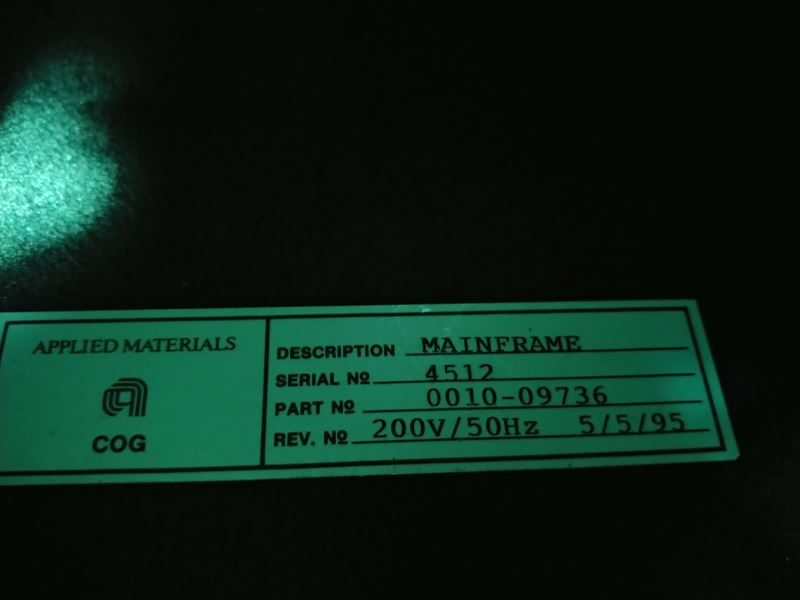 APPLIED MATERIALS
COG
DESCRIPTION MAINFRAME
SERIAL Nº 4512
PART Nº 0010-09736
REV. Nº 200V/50Hz 5/5/95